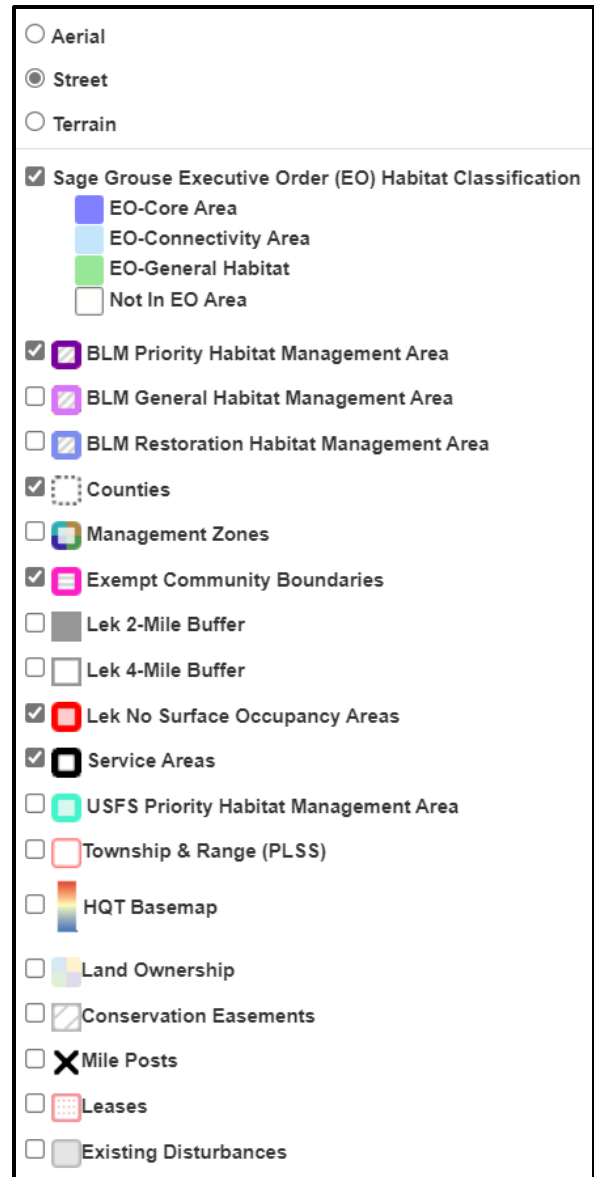 Aerial
Street
Terrain
Sage Grouse Executive Order (EO) Habitat Classification
EO-Core Area
EO-Connectivity Area
EO-General Habitat
Not In EO Area
BLM Priority Habitat Management Area
BLM General Habitat Management Area
BLM Restoration Habitat Management Area
Counties
Management Zones
Exempt Community Boundaries
Lek 2-Mile Buffer
Lek 4-Mile Buffer
Lek No Surface Occupancy Areas
Service Areas
USFS Priority Habitat Management Area
Township & Range (PLSS)
HQT Basemap
Land Ownership
Conservation Easements
Mile Posts
Leases
Existing Disturbances